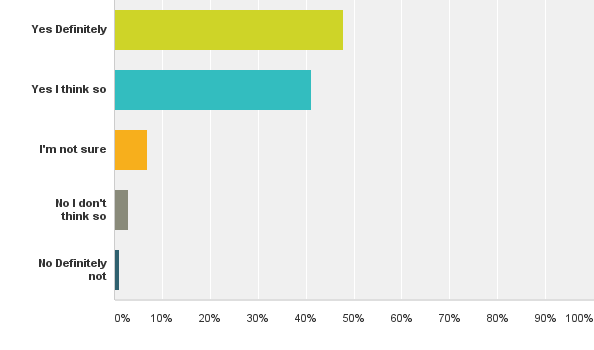 Yes Definitely
Yes I think so
I'm not sure
No I don't
think so
No Definitely
not
0% 10% 20% 30% 40% 50% 60% 70% 80% 90% 100%